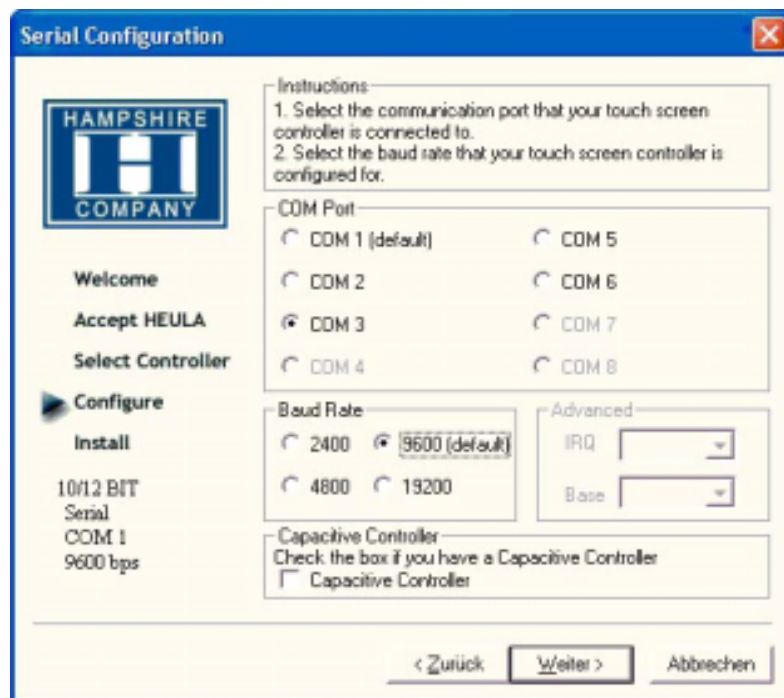 Serial Configuration
HAMPSHIRE
COMPANY
Welcome
Accept HEULA
Select Controller
Configure
Install
10/12 BIT
Serial
COM 1
9600 bps
Instructions
1. Select the communication port that your touch screen
controller is connected to.
2. Select the baud rate that your touch screen controller is
configured for.
COM Port
COM 1 (default)
COM 2
COM 3
COM 4
COM 5
COM 6
COM 7
COM 8
Baud Rate
2400
9600 (default)
4800
19200
Advanced
IRQ
Base
Capacitive Controller
Check the box if you have a Capacitive Controller
Capacitive Controller
< Zurück
Weiter >
Abbrechen